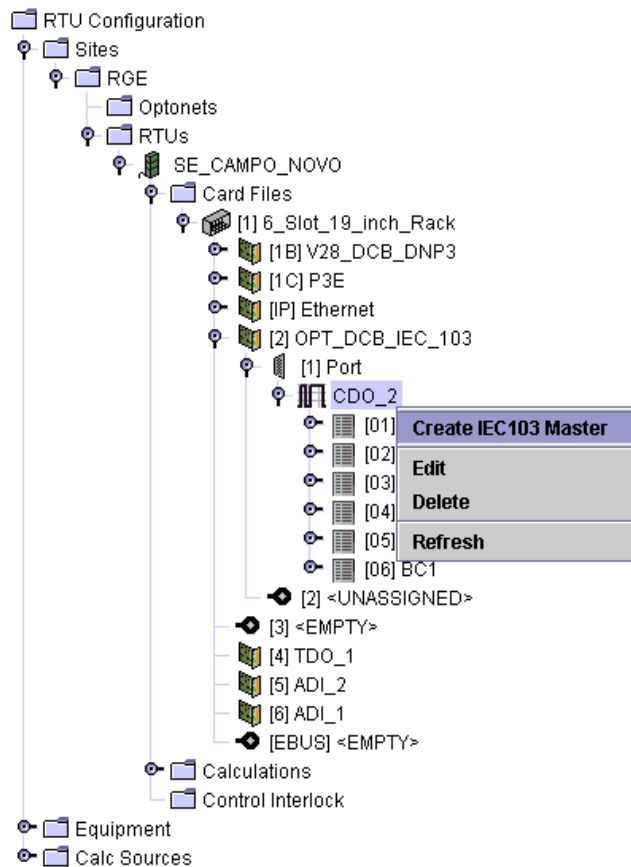 RTU Configuration
Sites
RGE
Optonets
RTUs
SE_CAMPO_NOVO
Card Files
[1] 6_Slot_19_inch_Rack
[1B] V28_DCB_DNP3
[1C] P3E
[IP] Ethernet
[2] OPT_DCB_IEC_103
[1] Port
CDO_2
[01] Create IEC103 Master
[02]
Edit
[03]
Delete
[04]
[05] Refresh
[06] BC1
[2] <UNASSIGNED>
[3] <EMPTY>
[4] TDO_1
[5] ADI_2
[6] ADI_1
[EBUS] <EMPTY>
Calculations
Control Interlock
Equipment
Calc Sources